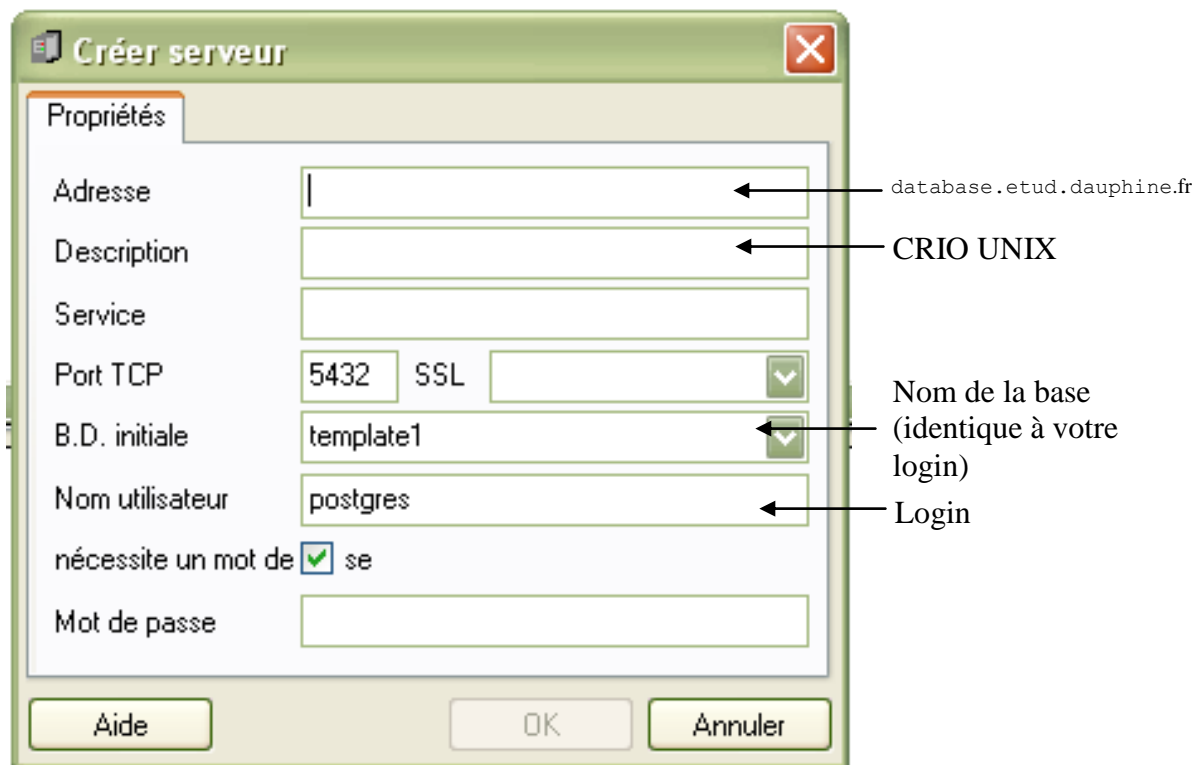 Créer serveur
Propriétés
Adresse
database.etud.dauphine.fr
Description
CRIO UNIX
Service
Port TCP 5432 SSL
B.D. initiale template1
Nom de la base
(identique à votre
login)
Nom utilisateur postgres
Login
nécessite un mot de se
Mot de passe
Aide OK Annuler